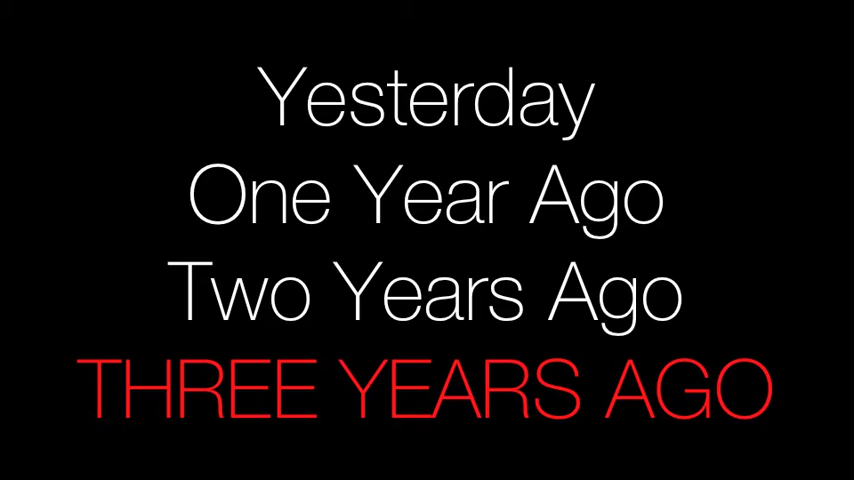 Yesterday
One Year Ago
Two Years Ago
THREE YEARS AGO